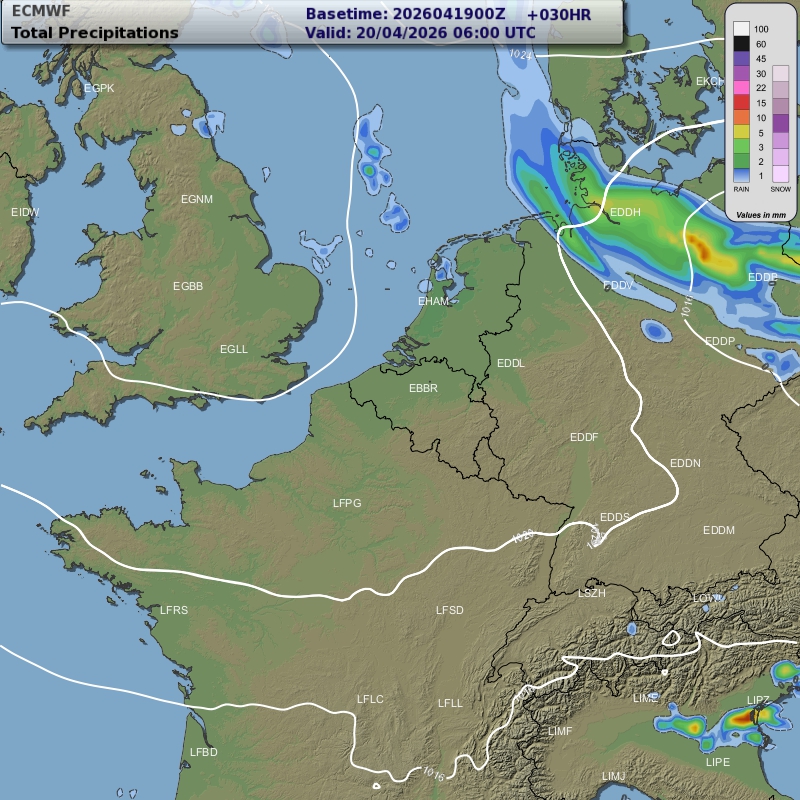 ECMWF
Basetime: 2026041900Z +030HR
Total Precipitations
Valid: 20/04/2026 06:00 UTC
1024
EGPK
EKCH
100
60
45
30
22
15
10
5
3
2
1
RAIN
SNOW
Values in mm
EIDW
EGNM
EDDH
EGBB
EDDB
EDDV
EHAM
1016
EGLL
EDDP
EDDL
EBBR
EDDF
EDDN
LFPG
EDDS
EDDM
1020
LSZH
LOWI
LFRS
LFSD
LFLC
LFLL
LIML
LIPZ
LIMF
LFBD
LIPE
1016
LIMJ